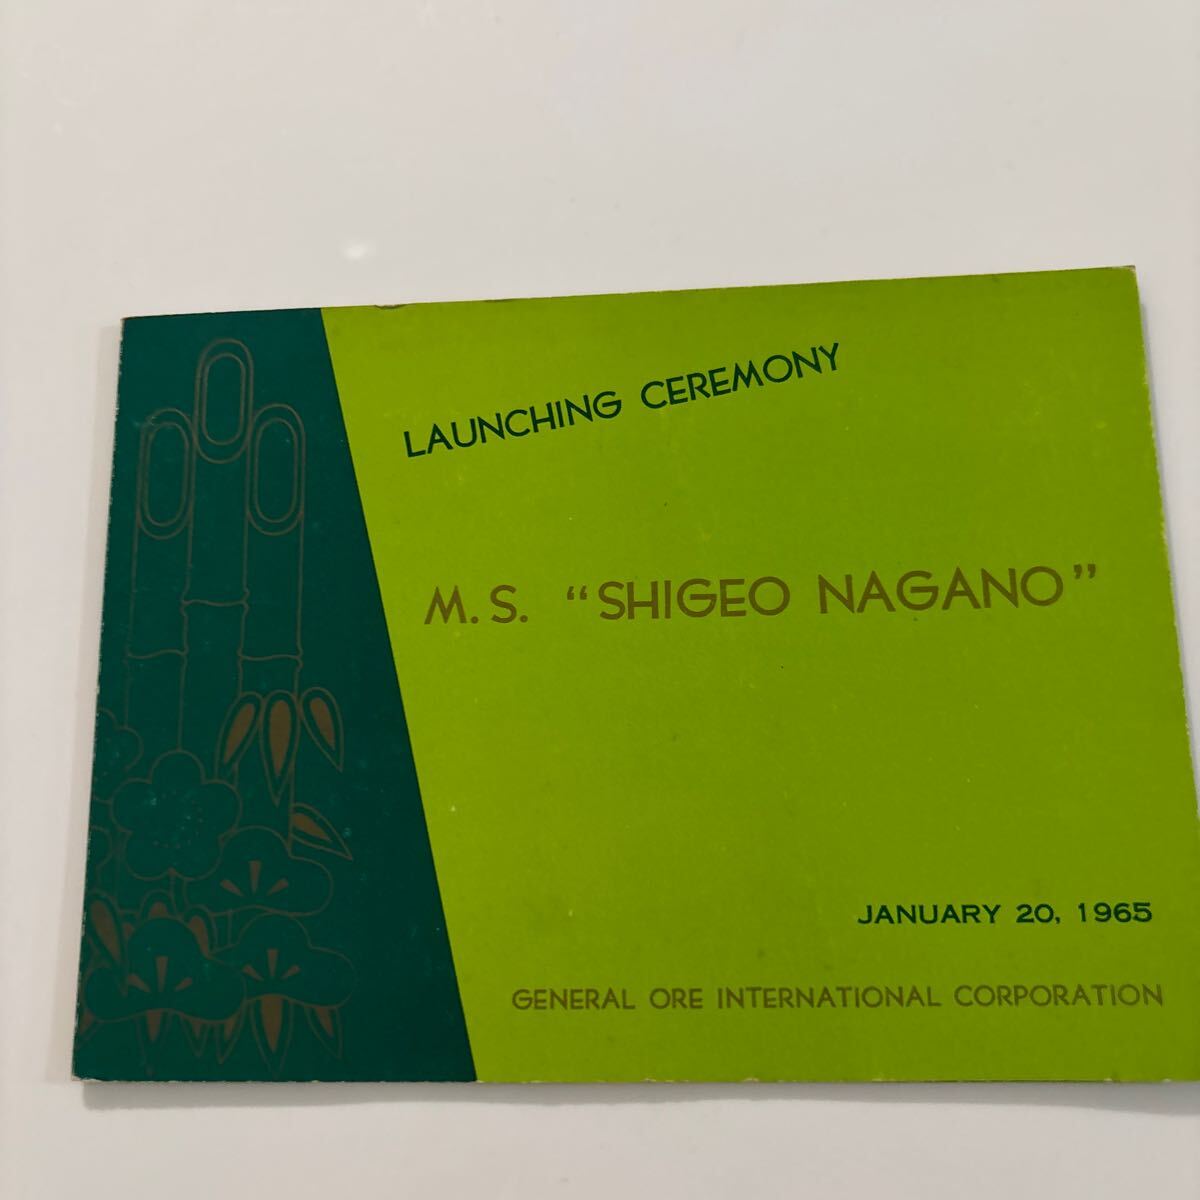 LAUNCHING CEREMONY
M.S. “SHIGEO NAGANO”
JANUARY 20, 1965
GENERAL ORE INTERNATIONAL CORPORATION